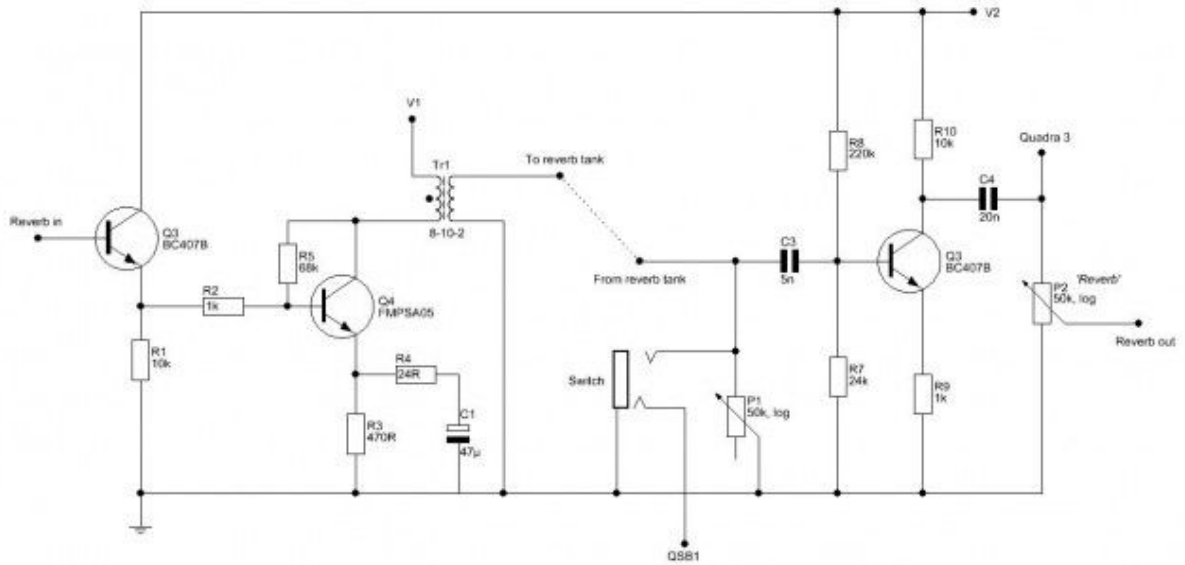 V2
V1
Tr1
8-10-2
To reverb tank
From reverb tank
Reverb in
Q3
BC407B
R5
68k
R2
1k
Q4
FMPSA05
R1
10k
R4
24R
C1
47µ
R3
470R
Switch
P1
50k, log
QSB1
C3
5n
R8
220k
R7
24k
R10
10k
Q3
BC407B
R9
1k
C4
20n
Quadra 3
'Reverb'
P2
50k, log
Reverb out